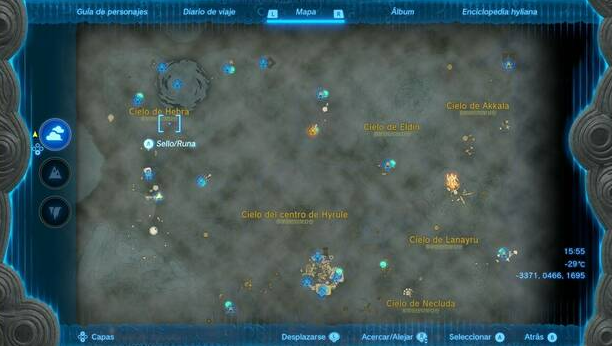 Guía de personajes
Diario de viaje
L
Mapa
R
Álbum
Enciclopedia hyliana
Cielo de Hebra
Cielo de Akkala
Cielo de Eldin
A Sello/Runa
Cielo del centro de Hyrule
Cielo de Lanayru
15:55
-29°C
-3371, 0466, 1695
Cielo de Necluda
Capas
Desplazarse L
Acercar/Alejar R
Seleccionar A
Atrás B